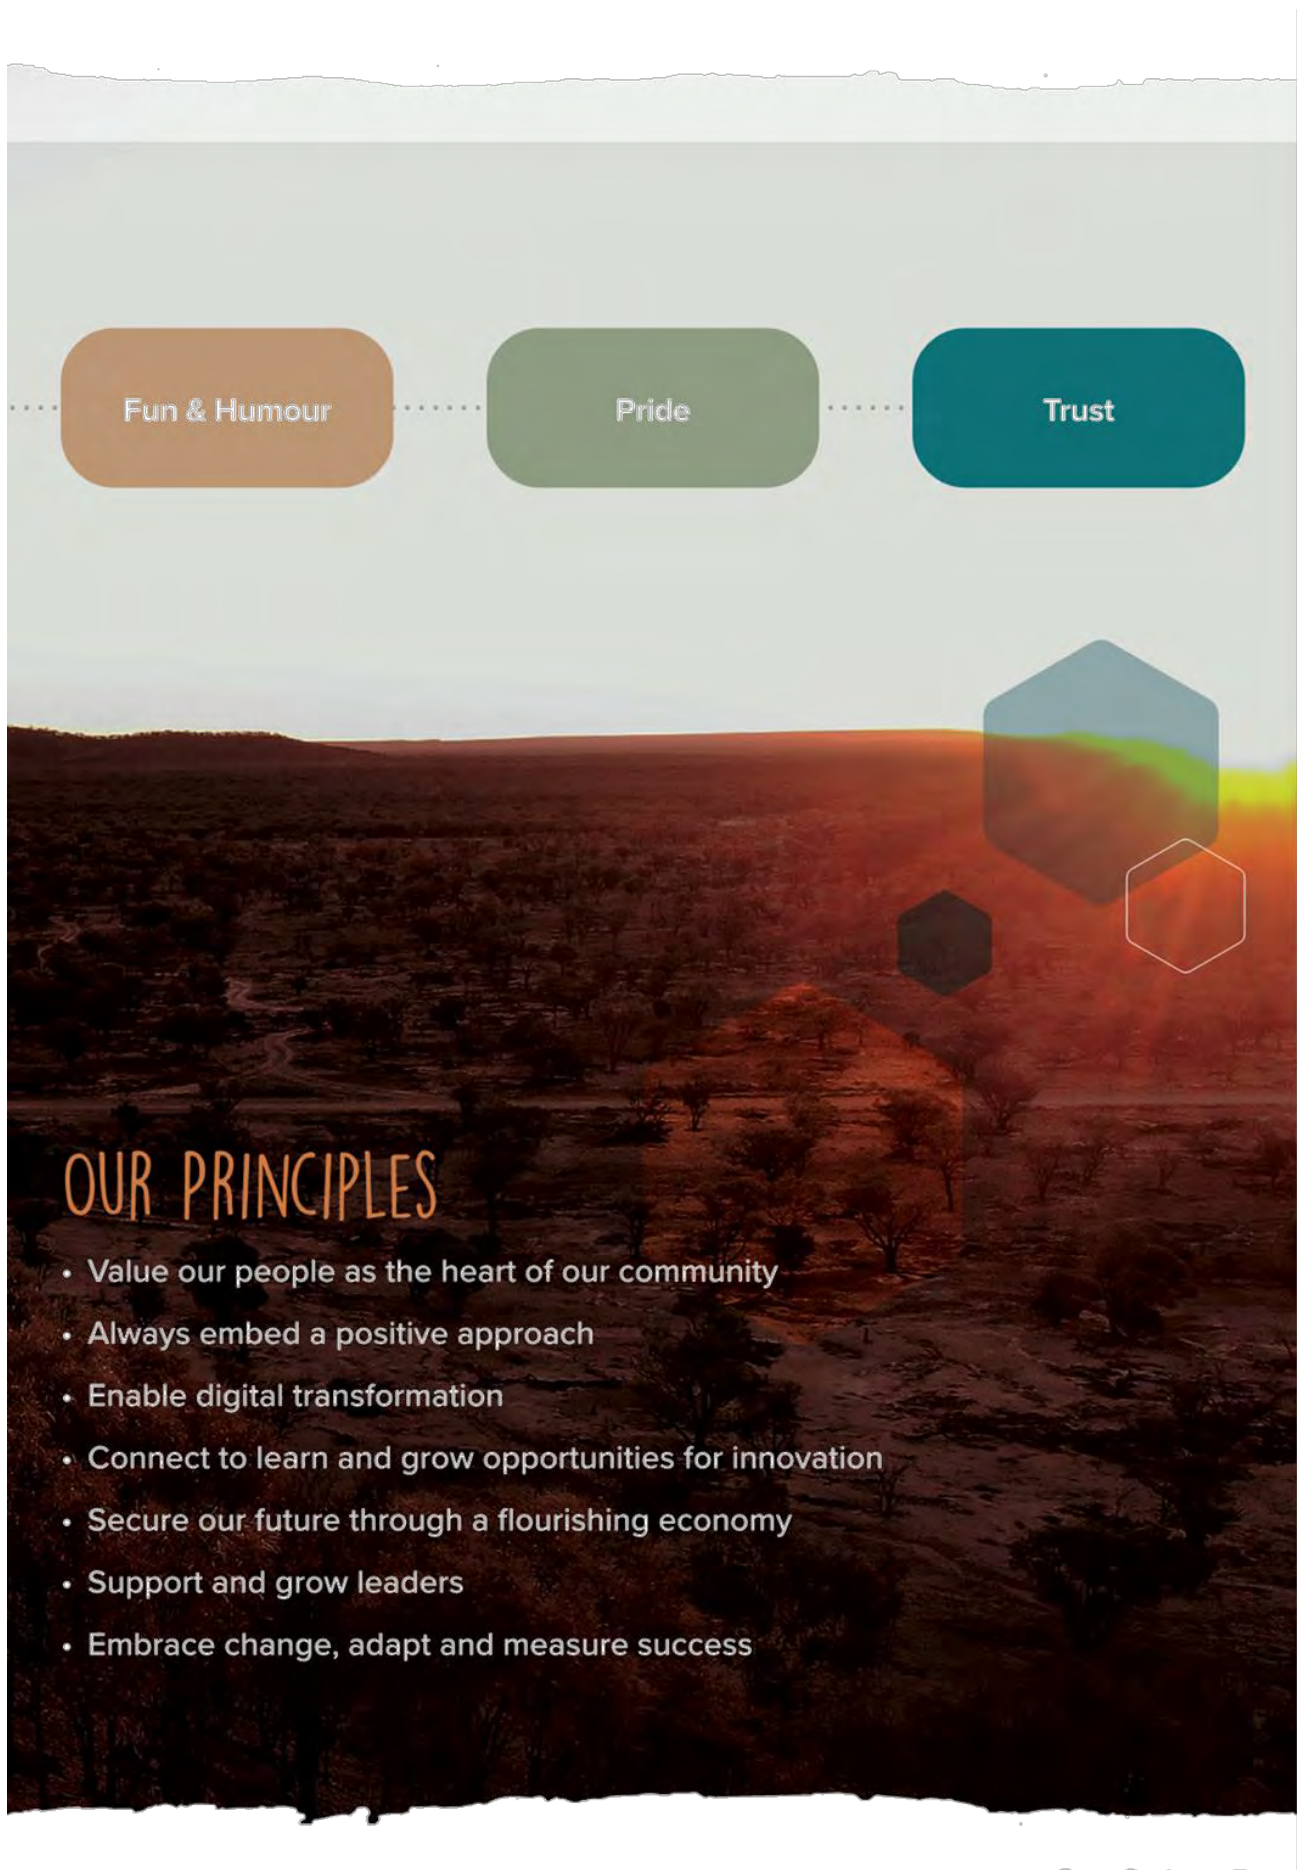 Fun & Humour
Pride
Trust
OUR PRINCIPLES
• Value our people as the heart of our community
• Always embed a positive approach
• Enable digital transformation
• Connect to learn and grow opportunities for innovation
• Secure our future through a flourishing economy
• Support and grow leaders
• Embrace change, adapt and measure success